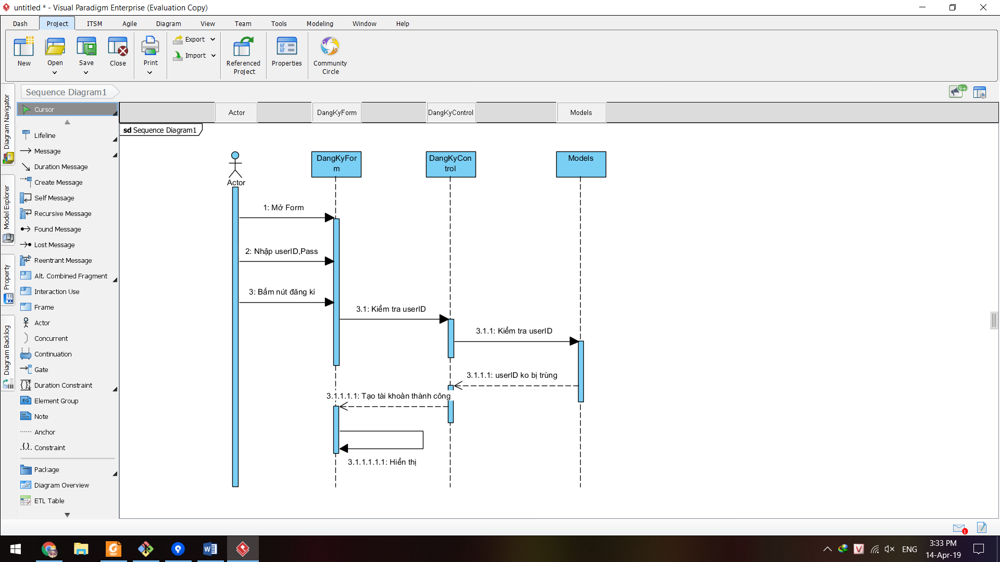 untitled * - Visual Paradigm Enterprise (Evaluation Copy)
Dash Project ITSM Agile Diagram View Team Tools Modeling Window Help
New Open Save Close Print Export Import Referenced Project Properties Community Circle
Sequence Diagram1
9+
Diagram Navigator
Model Explorer
Property
Diagram Backlog
Cursor
Lifeline
Message
Duration Message
Create Message
Self Message
Recursive Message
Found Message
Lost Message
Reentrant Message
Alt. Combined Fragment
Interaction Use
Frame
Actor
Concurrent
Continuation
Gate
Duration Constraint
EG Element Group
Note
Anchor
Constraint
Package
Diagram Overview
ETL Table
Actor DangKyForm DangKyControl Models
sd Sequence Diagram1
Actor
DangKyFor
m
DangKyCon
trol
Models
1: Mở Form
2: Nhập userID,Pass
3: Bấm nút đăng kí
3.1: Kiểm tra userID
3.1.1: Kiểm tra userID
3.1.1.1: userID ko bị trùng
3.1.1.1.1: Tạo tài khoản thành công
3.1.1.1.1.1: Hiển thị
1
PDF
ENG
3:33 PM
14-Apr-19